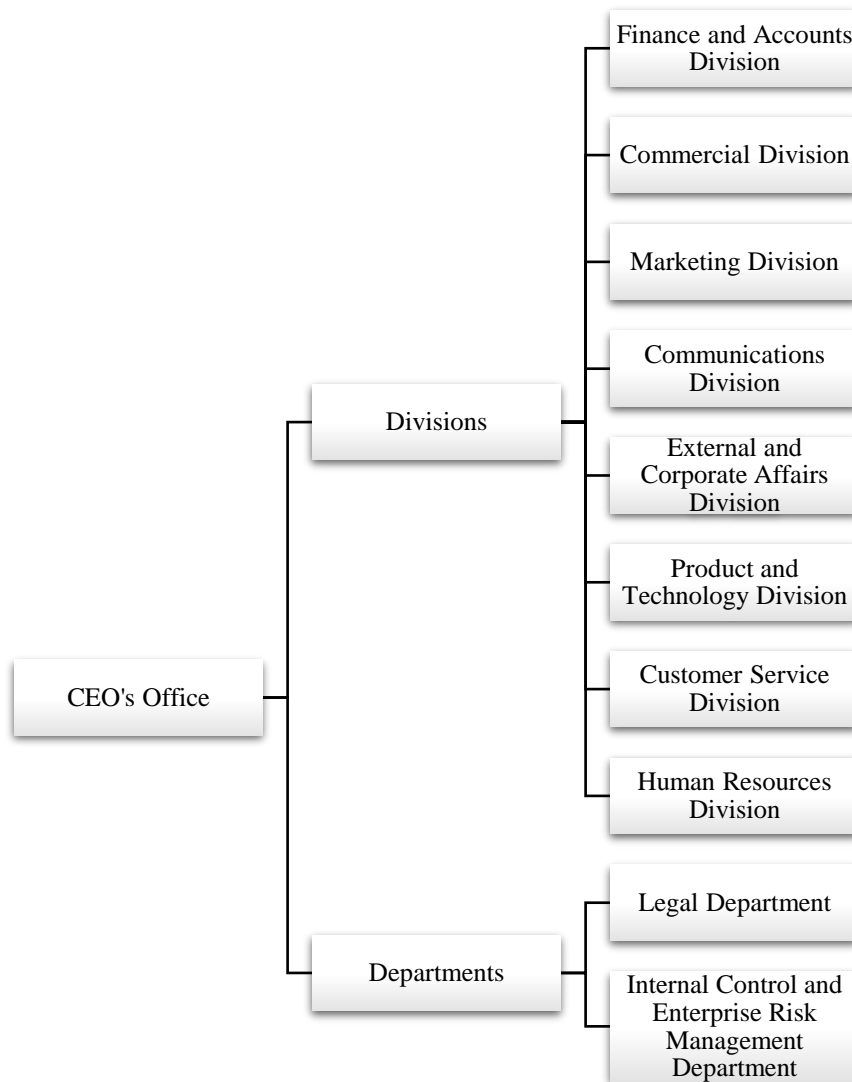 Finance and Accounts
Division
Commercial Division
Marketing Division
Communications
Division
Divisions
External and
Corporate Affairs
Division
Product and
Technology Division
CEO's Office
Customer Service
Division
Human Resources
Division
Legal Department
Departments
Internal Control and
Enterprise Risk
Management
Department